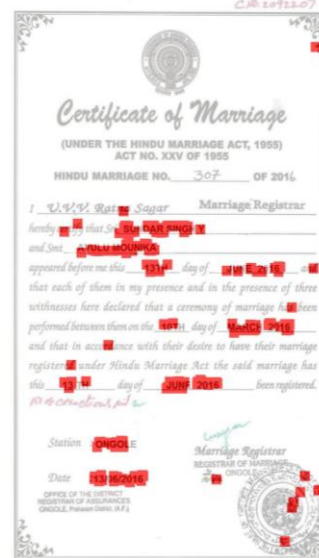 C.A.No 2092207
Certificate of Marriage
(UNDER THE HINDU MARRIAGE ACT, 1955)
ACT NO. XXV OF 1955
HINDU MARRIAGE NO. 307 OF 2016
I U.V.V. Ratna Sagar Marriage Registrar
hereby certify that Sri SUNDAR SINGH Y
and Smt MOUNIKA
appeared before me this 13TH day of JUNE 2016 and
that each of them in my presence and in the presence of three
witnesses here declared that a ceremony of marriage has been
performed between them on the 10TH day of MARCH 2016
and that in accordance with their desire to have their marriage
registered under Hindu Marriage Act the said marriage has
this 13TH day of JUNE 2016 been registered.
Station ONGOLE
Marriage Registrar
REGISTRAR OF MARRIAGE
ONGOLE
Date 13/06/2016
OFFICE OF THE DISTRICT
REGISTRAR OF ASSURANCES
ONGOLE, Prakasam District. (A.P.)